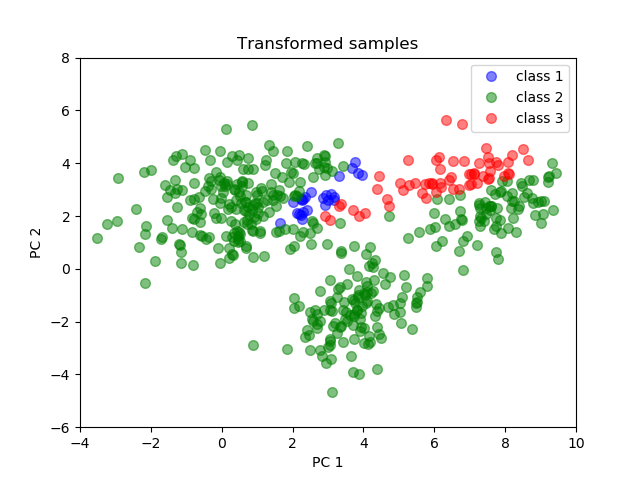 Transformed samples
class 1
class 2
class 3
8
6
4
2
0
−2
−4
−6
PC 2
−4 −2 0 2 4 6 8 10
PC 1